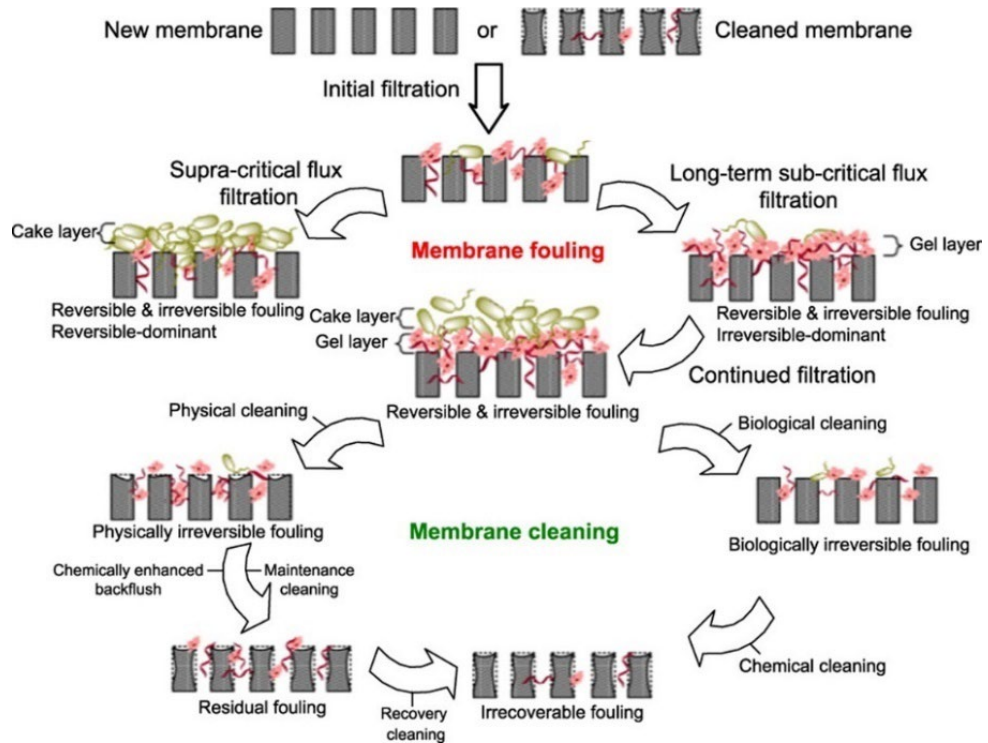 New membrane
or
Cleaned membrane
Initial filtration
Supra-critical flux
filtration
Long-term sub-critical flux
filtration
Cake layer
Membrane fouling
Gel layer
Reversible & irreversible fouling
Reversible-dominant
Cake layer
Gel layer
Reversible & irreversible fouling
Irreversible-dominant
Continued filtration
Physical cleaning
Reversible & irreversible fouling
Biological cleaning
Physically irreversible fouling
Membrane cleaning
Biologically irreversible fouling
Chemically enhanced
backflush
Maintenance
cleaning
Chemical cleaning
Residual fouling
Recovery
cleaning
Irrecoverable fouling